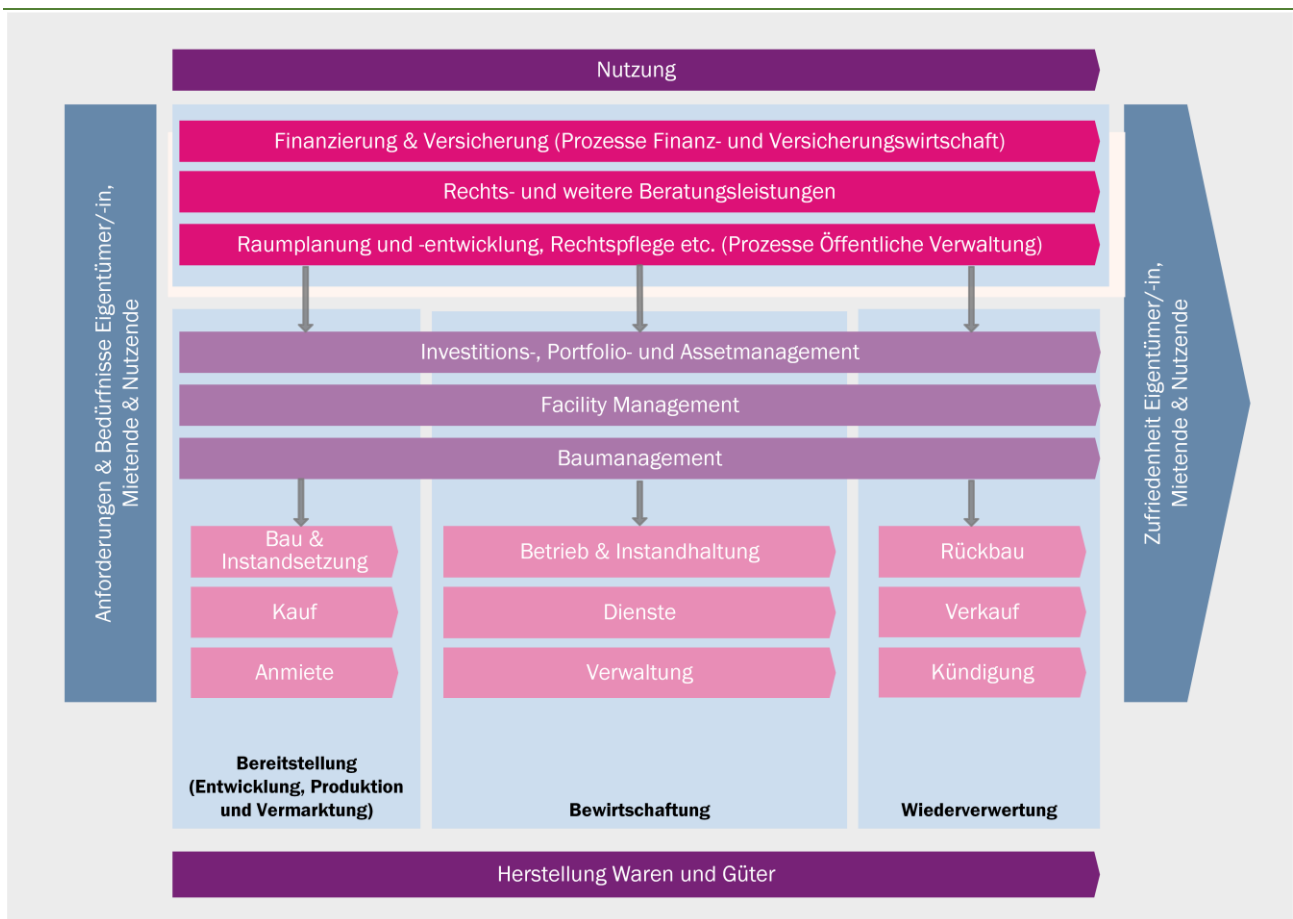 Nutzung
Anforderungen & Bedürfnisse Eigentümer/-in,
Mietende & Nutzende
Finanzierung & Versicherung (Prozesse Finanz- und Versicherungswirtschaft)
Rechts- und weitere Beratungsleistungen
Raumplanung und -entwicklung, Rechtspflege etc. (Prozesse Öffentliche Verwaltung)
Investitions-, Portfolio- und Assetmanagement
Facility Management
Baumanagement
Bau &
Instandsetzung
Kauf
Anmiete
Bereitstellung
(Entwicklung, Produktion
und Vermarktung)
Betrieb & Instandhaltung
Dienste
Verwaltung
Bewirtschaftung
Rückbau
Verkauf
Kündigung
Wiederverwertung
Zufriedenheit Eigentümer/-in,
Mietende & Nutzende
Herstellung Waren und Güter